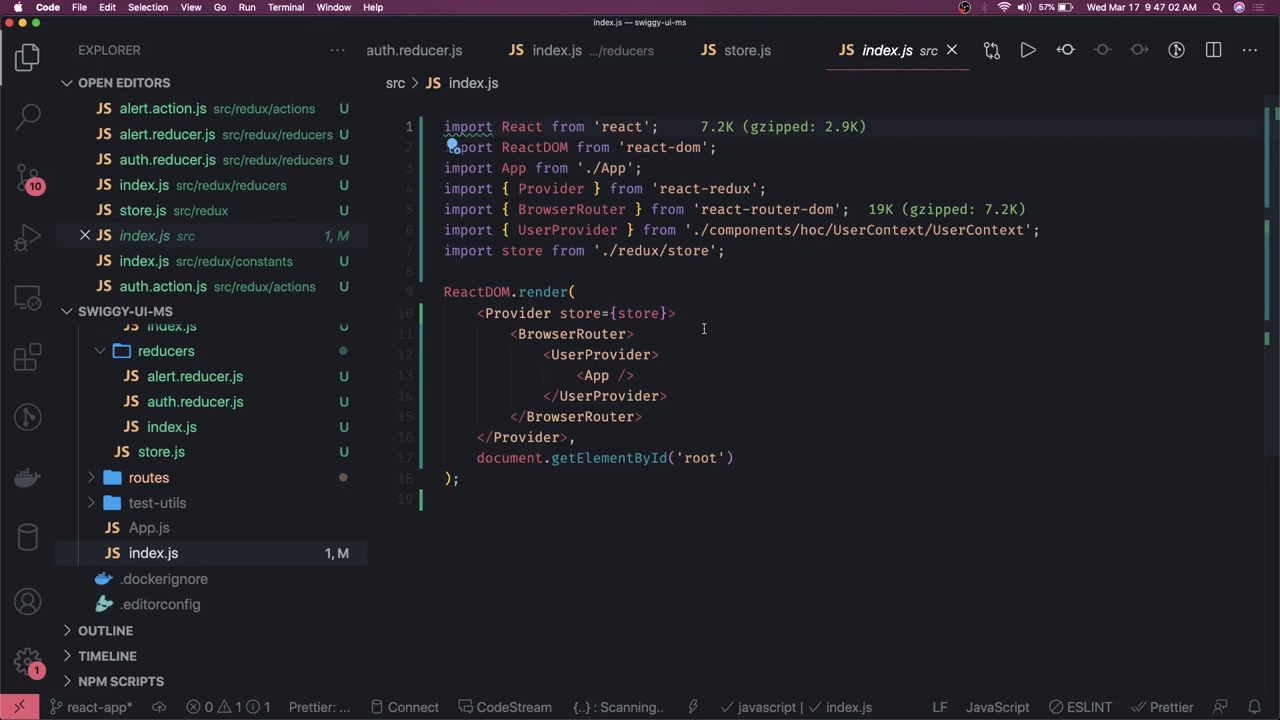 Code File Edit Selection View Go Run Terminal Window Help 57% Wed Mar 17 9:47:02 AM
index.js — swiggy-ui-ms
EXPLORER
auth.reducer.js JS index.js .../reducers JS store.js JS index.js src
OPEN EDITORS
JS alert.action.js src/redux/actions U
JS alert.reducer.js src/redux/reducers U
JS auth.reducer.js src/redux/reducers U
JS index.js src/redux/reducers U
JS store.js src/redux U
JS index.js src 1, M
JS index.js src/redux/constants U
JS auth.action.js src/redux/actions U
SWIGGY-UI-MS
JS index.js U
reducers
JS alert.reducer.js U
JS auth.reducer.js U
JS index.js U
JS store.js U
routes
test-utils
JS App.js
JS index.js 1, M
.dockerignore
.editorconfig
OUTLINE
TIMELINE
NPM SCRIPTS
10
1
src > JS index.js
1 import React from 'react'; 7.2K (gzipped: 2.9K)
2 import ReactDOM from 'react-dom';
3 import App from './App';
4 import { Provider } from 'react-redux';
5 import { BrowserRouter } from 'react-router-dom'; 19K (gzipped: 7.2K)
6 import { UserProvider } from './components/hoc/UserContext/UserContext';
7 import store from './redux/store';
8
9 ReactDOM.render(
10 <Provider store={store}>
11 <BrowserRouter>
12 <UserProvider>
13 <App />
14 </UserProvider>
15 </BrowserRouter>
16 </Provider>,
17 document.getElementById('root')
18 );
19
react-app* 0 1 1 Prettier: ... Connect CodeStream {..} : Scanning.. javascript | index.js LF JavaScript ESLINT Prettier